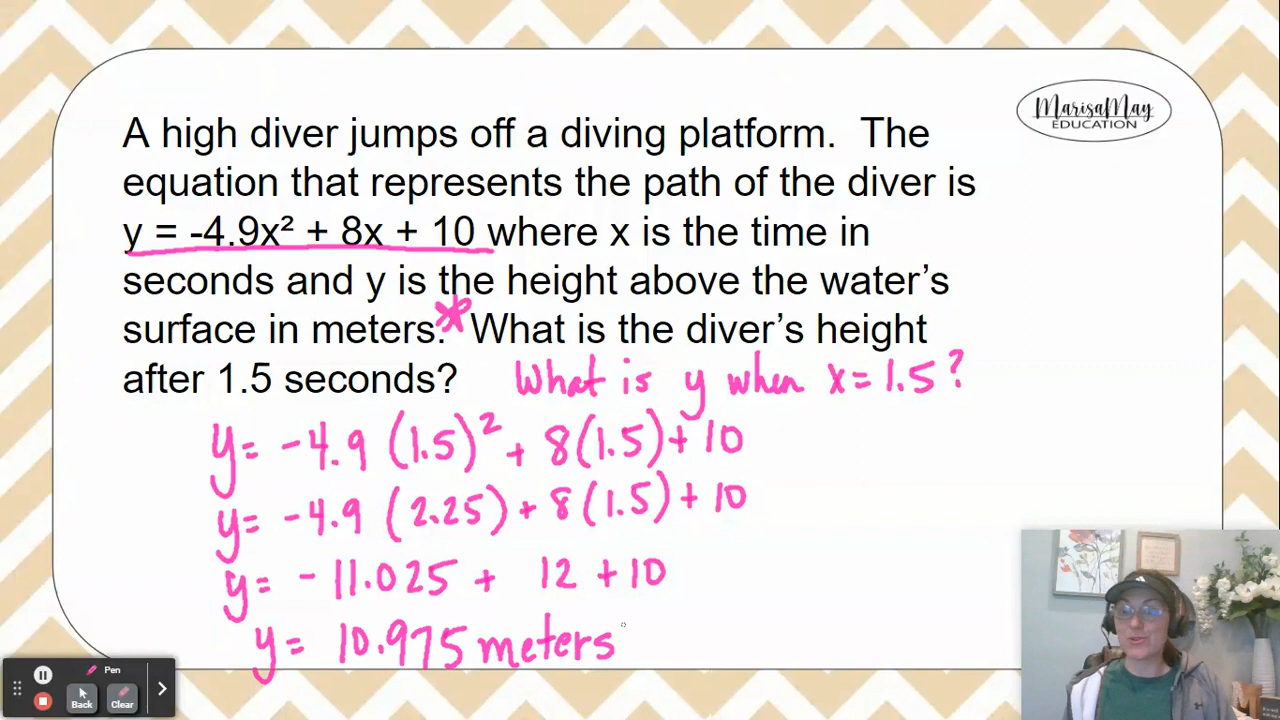 MarisaMay
EDUCATION
A high diver jumps off a diving platform. The
equation that represents the path of the diver is
y = -4.9x² + 8x + 10 where x is the time in
seconds and y is the height above the water's
surface in meters.* What is the diver's height
after 1.5 seconds? What is y when x = 1.5?
y = -4.9 (1.5)² + 8(1.5) + 10
y = -4.9 (2.25) + 8(1.5) + 10
y = -11.025 + 12 + 10
y = 10.975 meters
Pen
Back Clear